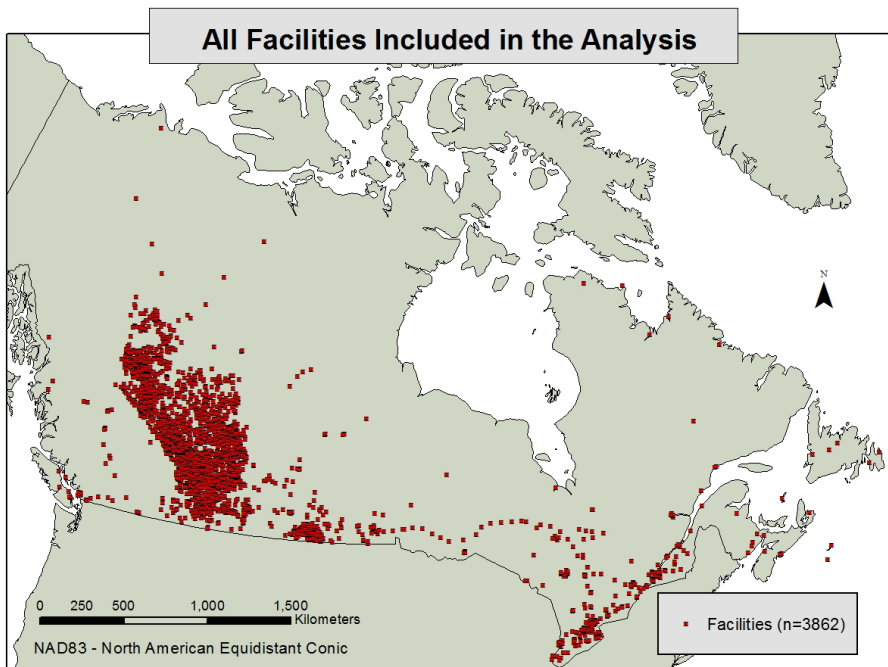 All Facilities Included in the Analysis
N
0 250 500 1,000 1,500
Kilometers
NAD83 - North American Equidistant Conic
Facilities (n=3862)